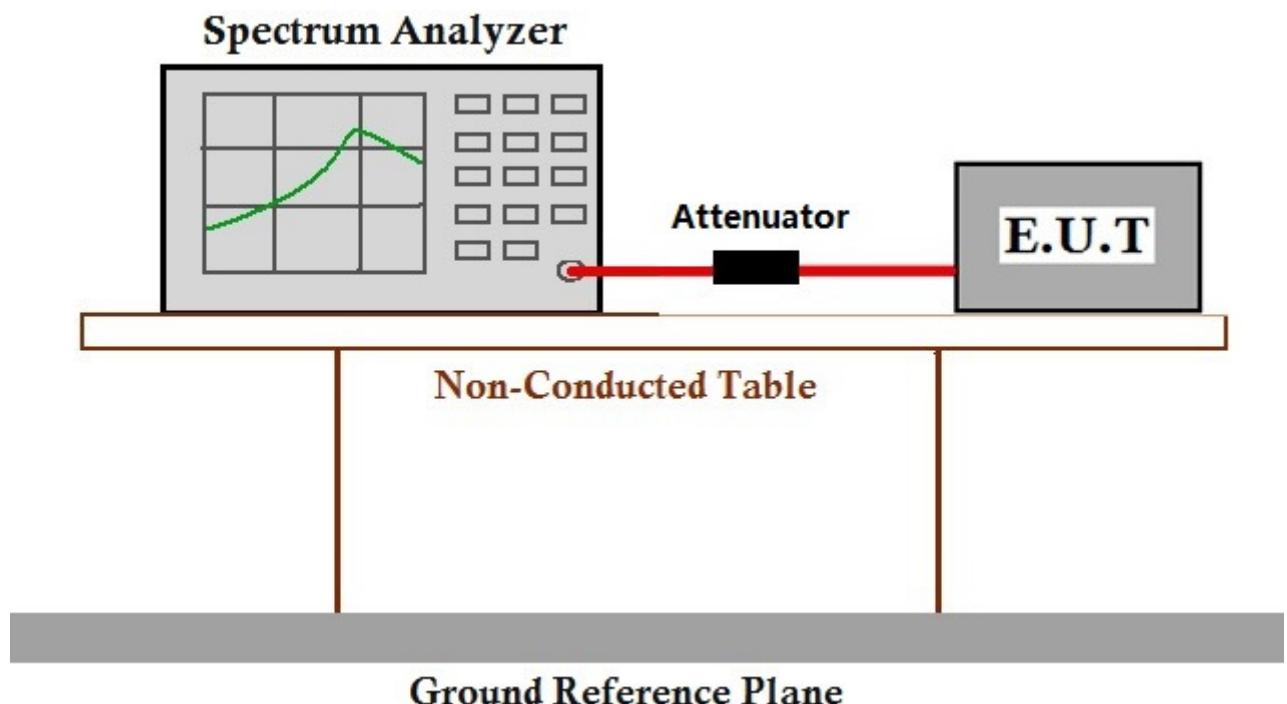 Spectrum Analyzer
Attenuator
E.U.T
Non-Conducted Table
Ground Reference Plane